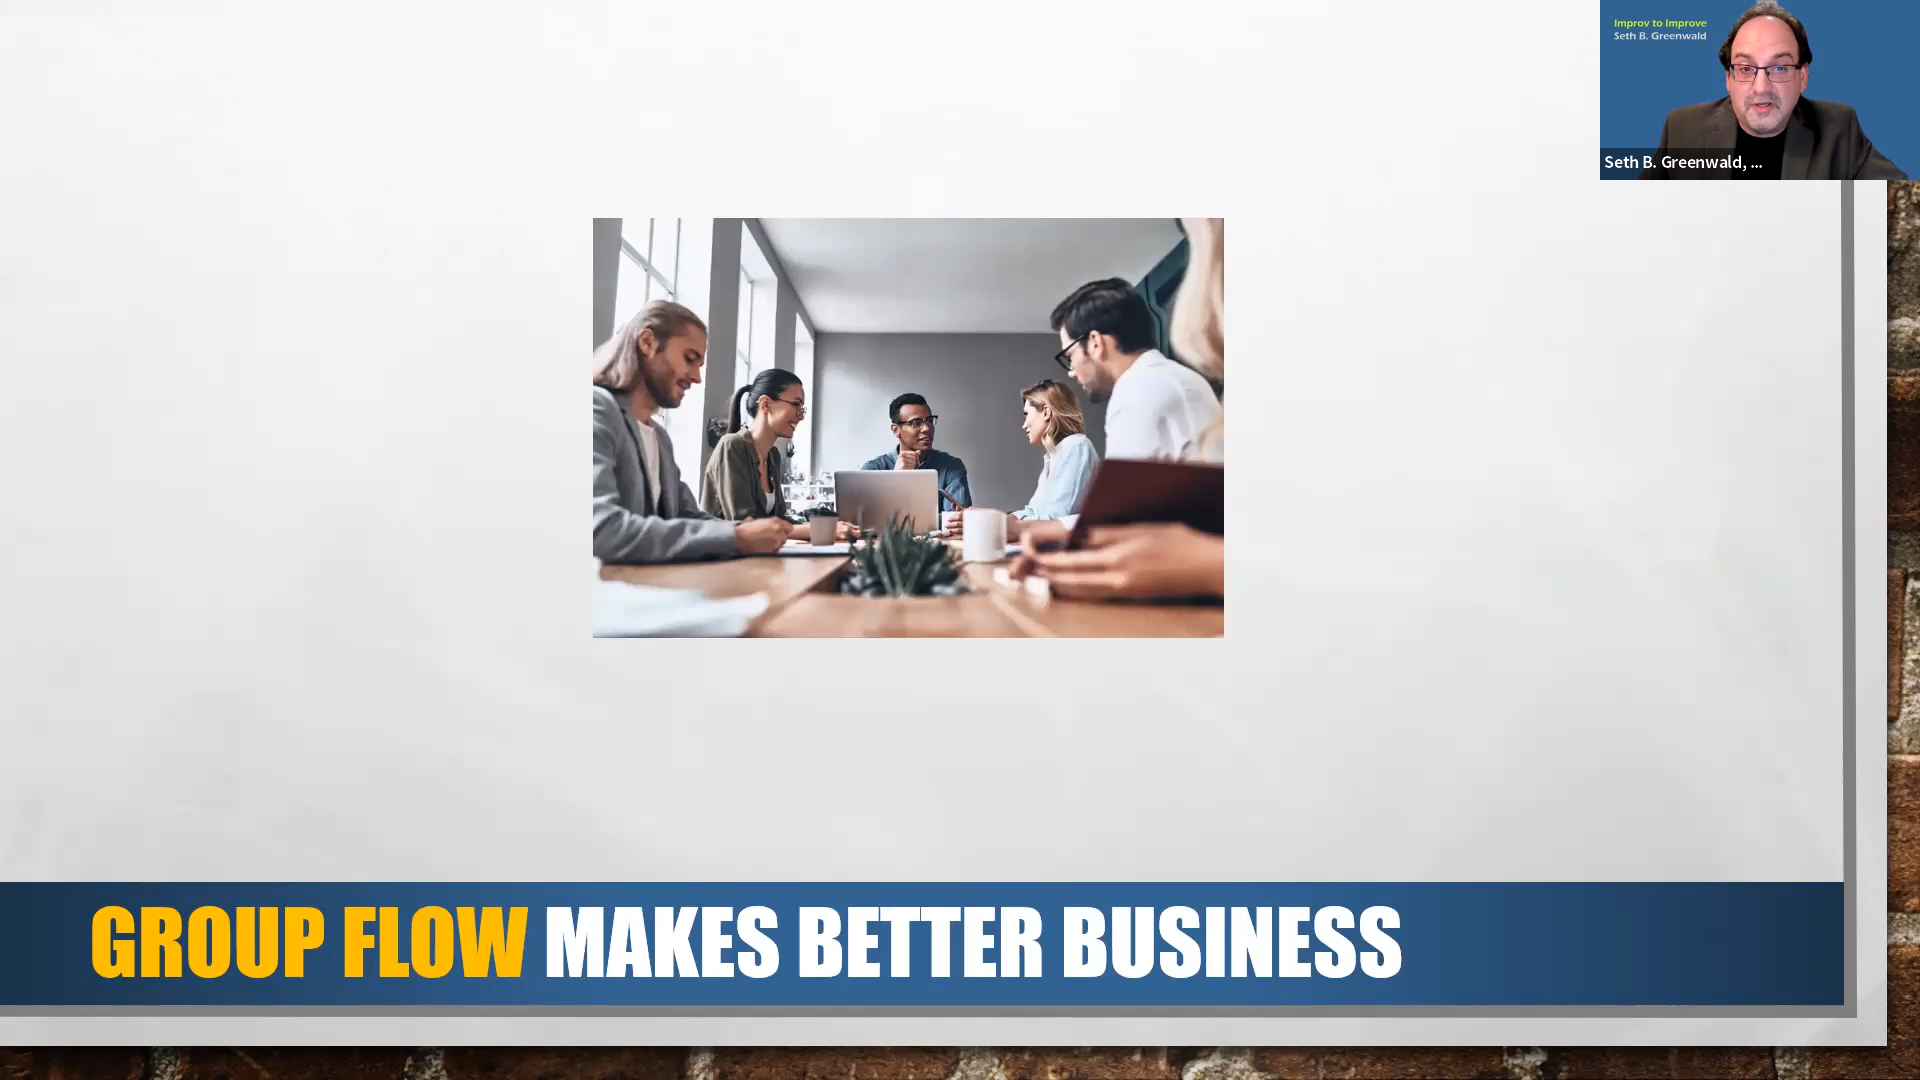 Improv to Improve
Seth B. Greenwald
Seth B. Greenwald, ...
GROUP FLOW MAKES BETTER BUSINESS